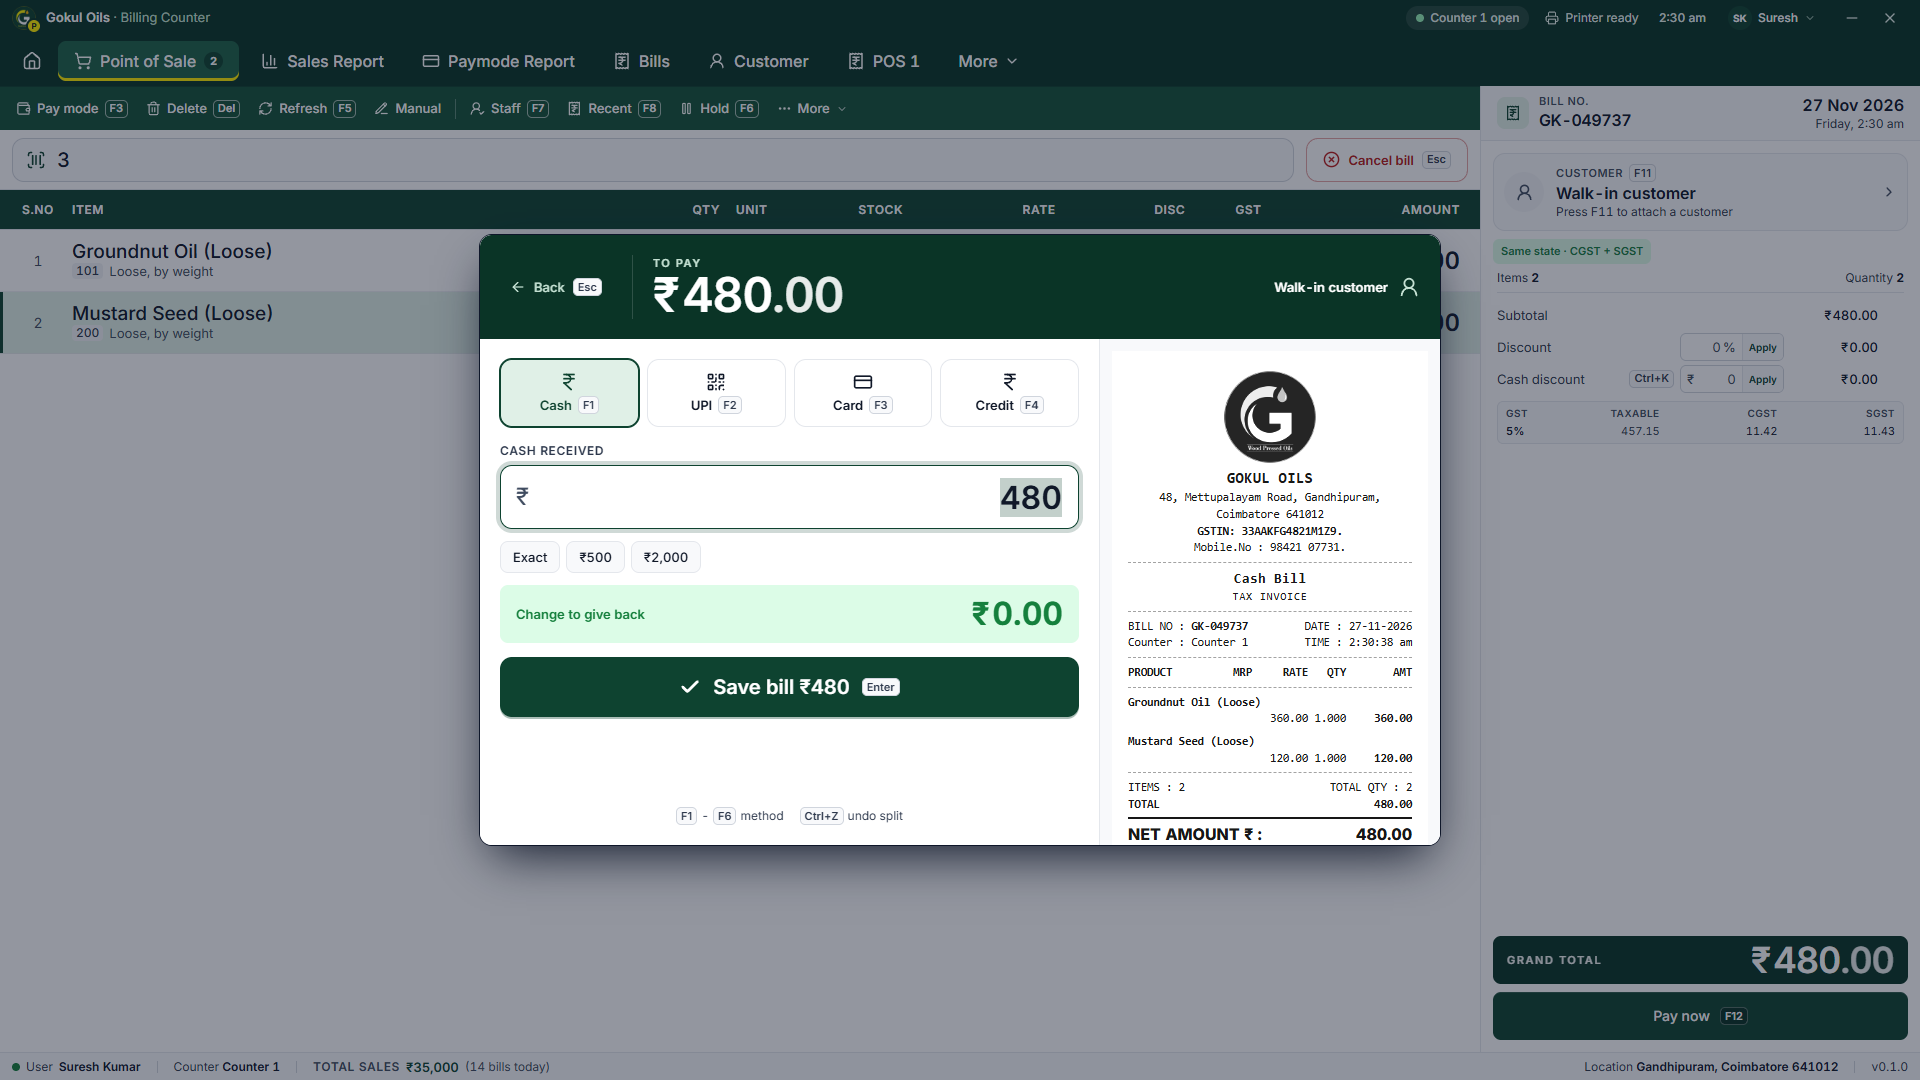 Gokul Oils · Billing Counter
Counter 1 open
Printer ready
2:30 am
SK Suresh
Point of Sale 2
Sales Report
Paymode Report
Bills
Customer
POS 1
More
Pay mode F3
Delete Del
Refresh F5
Manual
Staff F7
Recent F8
Hold F6
More
BILL NO.
GK-049737
27 Nov 2026
Friday, 2:30 am
3
Cancel bill Esc
CUSTOMER F11
Walk-in customer
Press F11 to attach a customer
S.NO ITEM QTY UNIT STOCK RATE DISC GST AMOUNT
1 Groundnut Oil (Loose)
101 Loose, by weight
2 Mustard Seed (Loose)
200 Loose, by weight
Same state · CGST + SGST
Items 2 Quantity 2
Subtotal ₹480.00
Discount 0 % Apply ₹0.00
Cash discount Ctrl+K ₹ 0 Apply ₹0.00
GST TAXABLE CGST SGST
5% 457.15 11.42 11.43
Back Esc
TO PAY
₹480.00
Walk-in customer
Cash F1
UPI F2
Card F3
Credit F4
CASH RECEIVED
₹ 480
Exact ₹500 ₹2,000
Change to give back ₹0.00
Save bill ₹480 Enter
F1 - F6 method Ctrl+Z undo split
G
Wood Pressed Oils
GOKUL OILS
48, Mettupalayam Road, Gandhipuram,
Coimbatore 641012
GSTIN: 33AAKFG4821M1Z9.
Mobile.No : 98421 07731.
Cash Bill
TAX INVOICE
BILL NO : GK-049737 DATE : 27-11-2026
Counter : Counter 1 TIME : 2:30:38 am
PRODUCT MRP RATE QTY AMT
Groundnut Oil (Loose)
360.00 1.000 360.00
Mustard Seed (Loose)
120.00 1.000 120.00
ITEMS : 2 TOTAL QTY : 2
TOTAL 480.00
NET AMOUNT ₹ : 480.00
GRAND TOTAL ₹480.00
Pay now F12
User Suresh Kumar
Counter Counter 1
TOTAL SALES ₹35,000 (14 bills today)
Location Gandhipuram, Coimbatore 641012
v0.1.0